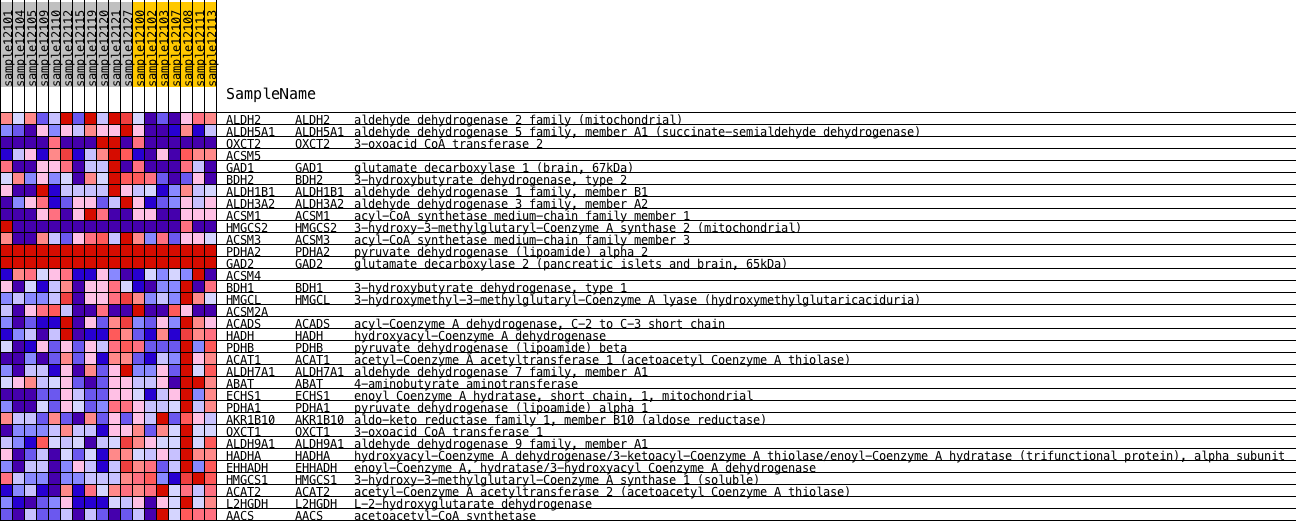 sample12101
sample12104
sample12105
sample12109
sample12110
sample12112
sample12115
sample12119
sample12120
sample12121
sample12127
sample12100
sample12102
sample12103
sample12107
sample12108
sample12111
sample12113
SampleName
ALDH2 ALDH2 aldehyde dehydrogenase 2 family (mitochondrial)
ALDH5A1 ALDH5A1 aldehyde dehydrogenase 5 family, member A1 (succinate-semialdehyde dehydrogenase)
OXCT2 OXCT2 3-oxoacid CoA transferase 2
ACSM5
GAD1 GAD1 glutamate decarboxylase 1 (brain, 67kDa)
BDH2 BDH2 3-hydroxybutyrate dehydrogenase, type 2
ALDH1B1 ALDH1B1 aldehyde dehydrogenase 1 family, member B1
ALDH3A2 ALDH3A2 aldehyde dehydrogenase 3 family, member A2
ACSM1 ACSM1 acyl-CoA synthetase medium-chain family member 1
HMGCS2 HMGCS2 3-hydroxy-3-methylglutaryl-Coenzyme A synthase 2 (mitochondrial)
ACSM3 ACSM3 acyl-CoA synthetase medium-chain family member 3
PDHA2 PDHA2 pyruvate dehydrogenase (lipoamide) alpha 2
GAD2 GAD2 glutamate decarboxylase 2 (pancreatic islets and brain, 65kDa)
ACSM4
BDH1 BDH1 3-hydroxybutyrate dehydrogenase, type 1
HMGCL HMGCL 3-hydroxymethyl-3-methylglutaryl-Coenzyme A lyase (hydroxymethylglutaricaciduria)
ACSM2A
ACADS ACADS acyl-Coenzyme A dehydrogenase, C-2 to C-3 short chain
HADH HADH hydroxyacyl-Coenzyme A dehydrogenase
PDHB PDHB pyruvate dehydrogenase (lipoamide) beta
ACAT1 ACAT1 acetyl-Coenzyme A acetyltransferase 1 (acetoacetyl Coenzyme A thiolase)
ALDH7A1 ALDH7A1 aldehyde dehydrogenase 7 family, member A1
ABAT ABAT 4-aminobutyrate aminotransferase
ECHS1 ECHS1 enoyl Coenzyme A hydratase, short chain, 1, mitochondrial
PDHA1 PDHA1 pyruvate dehydrogenase (lipoamide) alpha 1
AKR1B10 AKR1B10 aldo-keto reductase family 1, member B10 (aldose reductase)
OXCT1 OXCT1 3-oxoacid CoA transferase 1
ALDH9A1 ALDH9A1 aldehyde dehydrogenase 9 family, member A1
HADHA HADHA hydroxyacyl-Coenzyme A dehydrogenase/3-ketoacyl-Coenzyme A thiolase/enoyl-Coenzyme A hydratase (trifunctional protein), alpha subunit
EHHADH EHHADH enoyl-Coenzyme A, hydratase/3-hydroxyacyl Coenzyme A dehydrogenase
HMGCS1 HMGCS1 3-hydroxy-3-methylglutaryl-Coenzyme A synthase 1 (soluble)
ACAT2 ACAT2 acetyl-Coenzyme A acetyltransferase 2 (acetoacetyl Coenzyme A thiolase)
L2HGDH L2HGDH L-2-hydroxyglutarate dehydrogenase
AACS AACS acetoacetyl-CoA synthetase